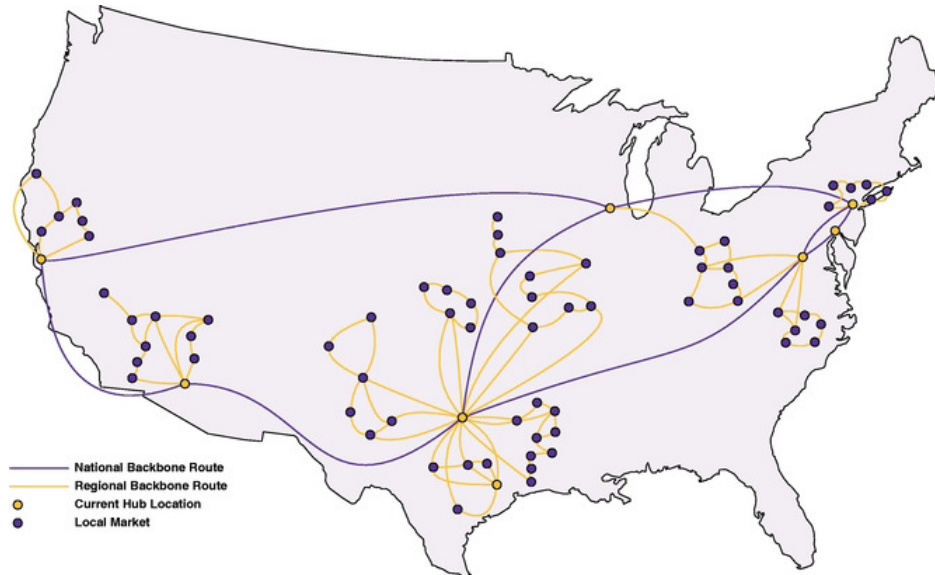 National Backbone Route
Regional Backbone Route
Current Hub Location
Local Market